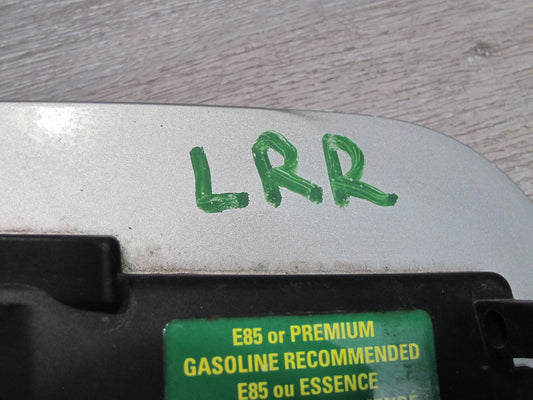 LRR
E85 or PREMIUM
GASOLINE RECOMMENDED
E85 ou ESSENCE